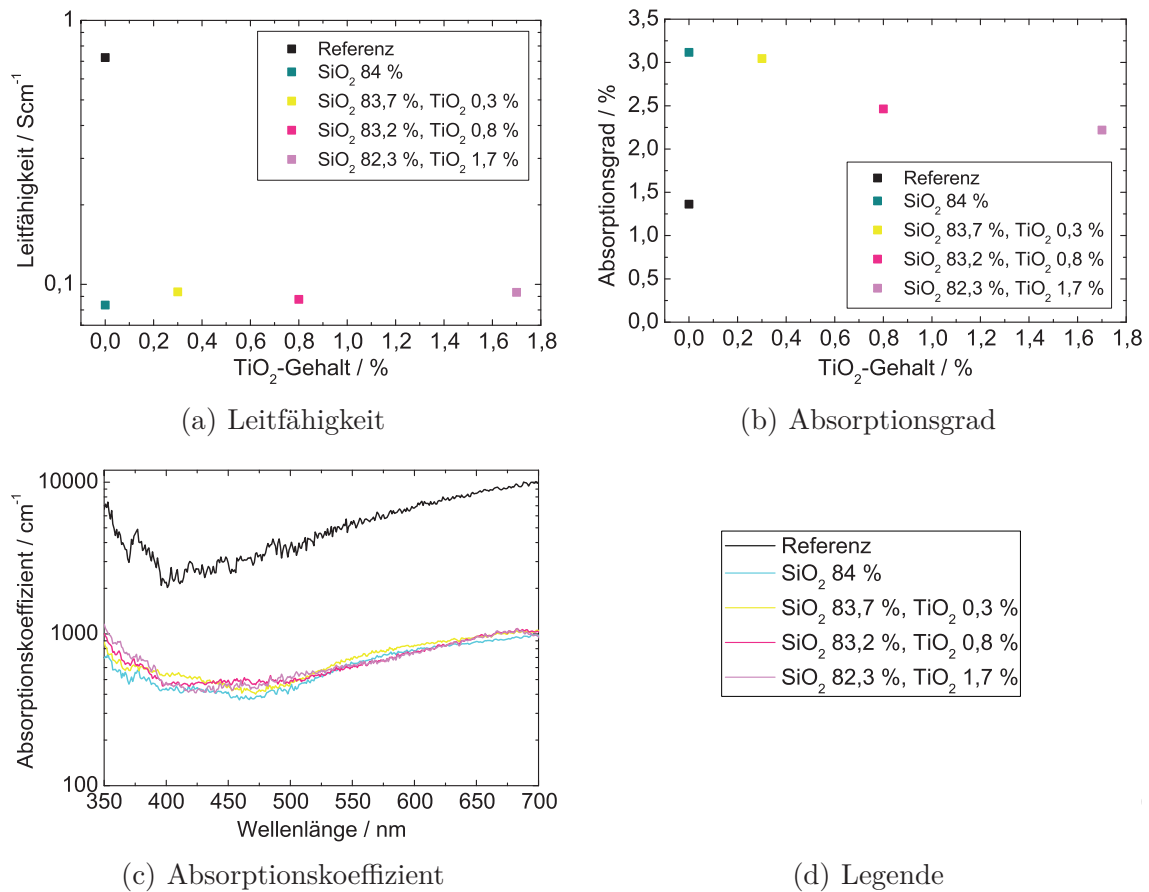 1
0,1
Leitfähigkeit / Scm⁻¹
Referenz
SiO₂ 84 %
SiO₂ 83,7 %, TiO₂ 0,3 %
SiO₂ 83,2 %, TiO₂ 0,8 %
SiO₂ 82,3 %, TiO₂ 1,7 %
0,0 0,2 0,4 0,6 0,8 1,0 1,2 1,4 1,6 1,8
TiO₂-Gehalt / %
(a) Leitfähigkeit
3,5
3,0
2,5
2,0
1,5
1,0
0,5
0,0
Absorptionsgrad / %
Referenz
SiO₂ 84 %
SiO₂ 83,7 %, TiO₂ 0,3 %
SiO₂ 83,2 %, TiO₂ 0,8 %
SiO₂ 82,3 %, TiO₂ 1,7 %
0,0 0,2 0,4 0,6 0,8 1,0 1,2 1,4 1,6 1,8
TiO₂-Gehalt / %
(b) Absorptionsgrad
10000
1000
100
Absorptionskoeffizient / cm⁻¹
350 400 450 500 550 600 650 700
Wellenlänge / nm
(c) Absorptionskoeffizient
Referenz
SiO₂ 84 %
SiO₂ 83,7 %, TiO₂ 0,3 %
SiO₂ 83,2 %, TiO₂ 0,8 %
SiO₂ 82,3 %, TiO₂ 1,7 %
(d) Legende